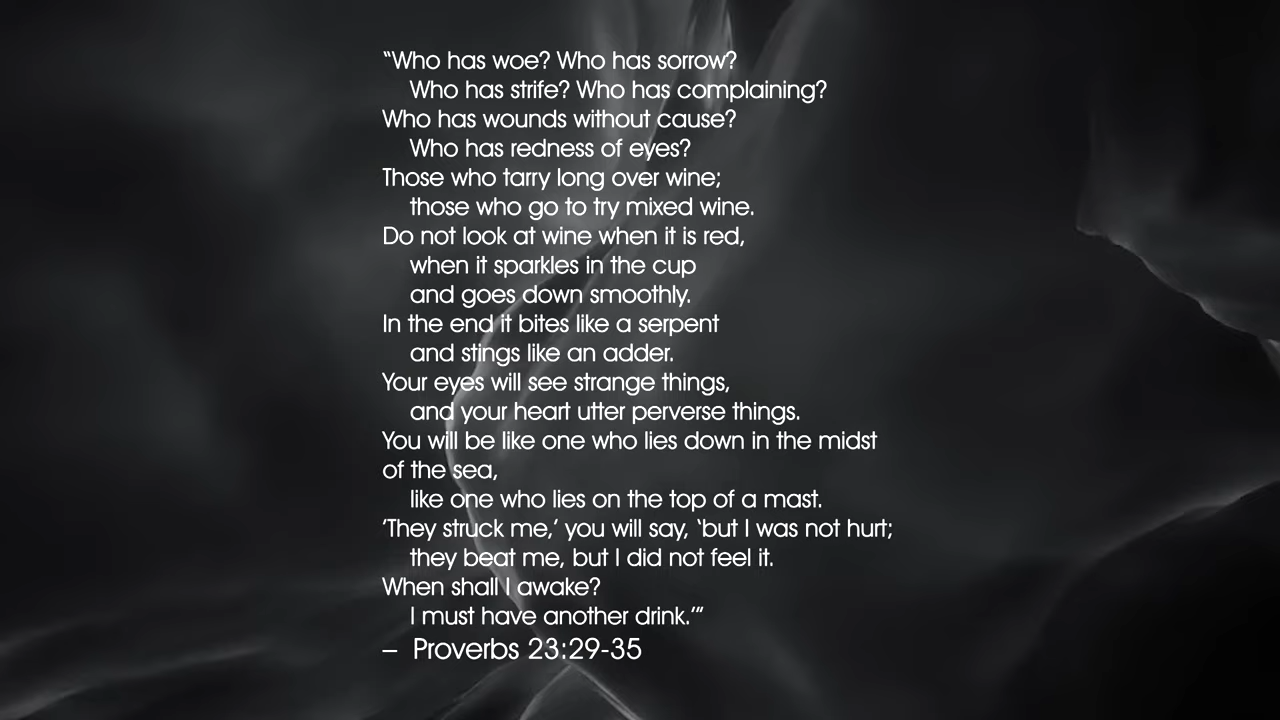 “Who has woe? Who has sorrow?
Who has strife? Who has complaining?
Who has wounds without cause?
Who has redness of eyes?
Those who tarry long over wine;
those who go to try mixed wine.
Do not look at wine when it is red,
when it sparkles in the cup
and goes down smoothly.
In the end it bites like a serpent
and stings like an adder.
Your eyes will see strange things,
and your heart utter perverse things.
You will be like one who lies down in the midst
of the sea,
like one who lies on the top of a mast.
’They struck me,’ you will say, ‘but I was not hurt;
they beat me, but I did not feel it.
When shall I awake?
I must have another drink.’”
– Proverbs 23:29-35